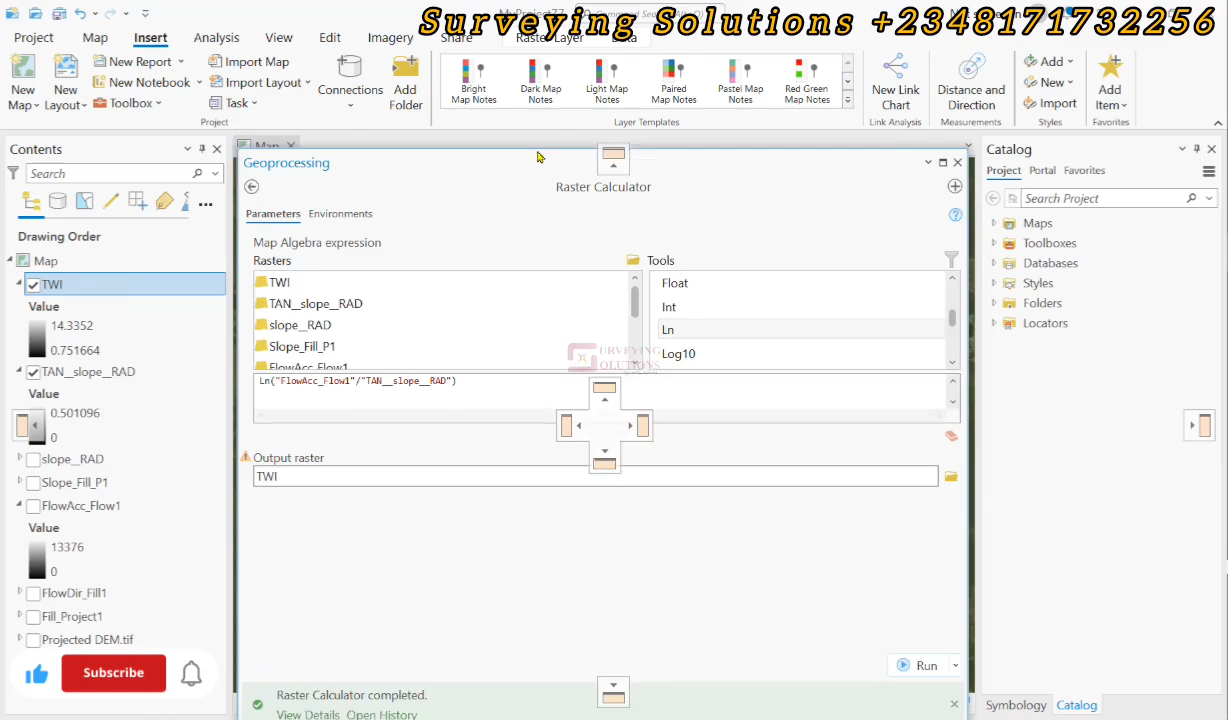 Surveying Solutions +2348171732256
MyProject77
Project Map Insert Analysis View Edit Imagery Share Raster Layer Data
New Map
New Layout
New Report
New Notebook
Toolbox
Import Map
Import Layout
Task
Connections
Add Folder
Project
Bright Map Notes
Dark Map Notes
Light Map Notes
Paired Map Notes
Pastel Map Notes
Red Green Map Notes
Layer Templates
New Link Chart
Link Analysis
Distance and Direction
Measurements
Add
New
Import
Styles
Add Item
Favorites
Contents
Search
Drawing Order
Map
TWI
Value
14.3352
0.751664
TAN__slope__RAD
Value
0.501096
0
slope__RAD
Slope_Fill_P1
FlowAcc_Flow1
Value
13376
0
FlowDir_Fill1
Fill_Project1
Projected DEM.tif
Subscribe
Map
Geoprocessing
Raster Calculator
Parameters Environments
Map Algebra expression
Rasters
TWI
TAN__slope__RAD
slope__RAD
Slope_Fill_P1
FlowAcc_Flow1
Tools
Float
Int
Ln
Log10
SURVEYING
SOLUTIONS
Ln("FlowAcc_Flow1"/"TAN__slope__RAD")
Output raster
TWI
Run
Raster Calculator completed.
View Details Open History
Catalog
Project Portal Favorites
Search Project
Maps
Toolboxes
Databases
Styles
Folders
Locators
Symbology Catalog